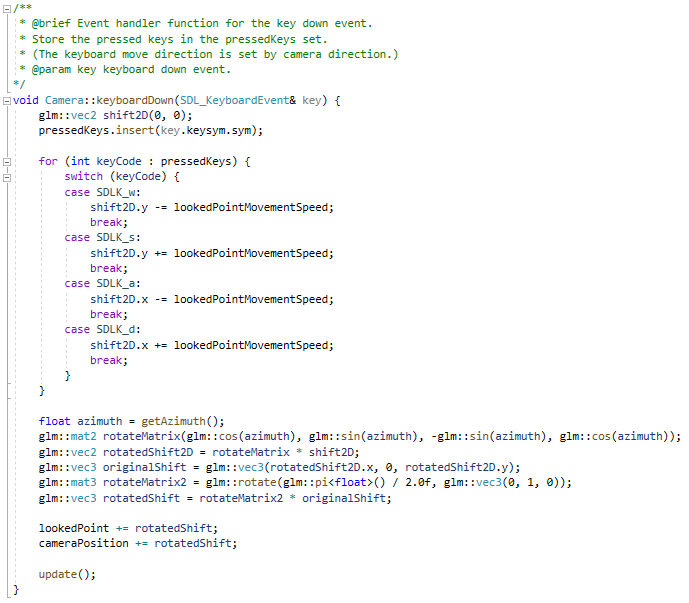 /**
 * @brief Event handler function for the key down event.
 * Store the pressed keys in the pressedKeys set.
 * (The keyboard move direction is set by camera direction.)
 * @param key keyboard down event.
*/
void Camera::keyboardDown(SDL_KeyboardEvent& key) {
    glm::vec2 shift2D(0, 0);
    pressedKeys.insert(key.keysym.sym);

    for (int keyCode : pressedKeys) {
        switch (keyCode) {
        case SDLK_w:
            shift2D.y -= lookedPointMovementSpeed;
            break;
        case SDLK_s:
            shift2D.y += lookedPointMovementSpeed;
            break;
        case SDLK_a:
            shift2D.x -= lookedPointMovementSpeed;
            break;
        case SDLK_d:
            shift2D.x += lookedPointMovementSpeed;
            break;
        }
    }

    float azimuth = getAzimuth();
    glm::mat2 rotateMatrix(glm::cos(azimuth), glm::sin(azimuth), -glm::sin(azimuth), glm::cos(azimuth));
    glm::vec2 rotatedShift2D = rotateMatrix * shift2D;
    glm::vec3 originalShift = glm::vec3(rotatedShift2D.x, 0, rotatedShift2D.y);
    glm::mat3 rotateMatrix2 = glm::rotate(glm::pi<float>() / 2.0f, glm::vec3(0, 1, 0));
    glm::vec3 rotatedShift = rotateMatrix2 * originalShift;

    lookedPoint += rotatedShift;
    cameraPosition += rotatedShift;

    update();
}